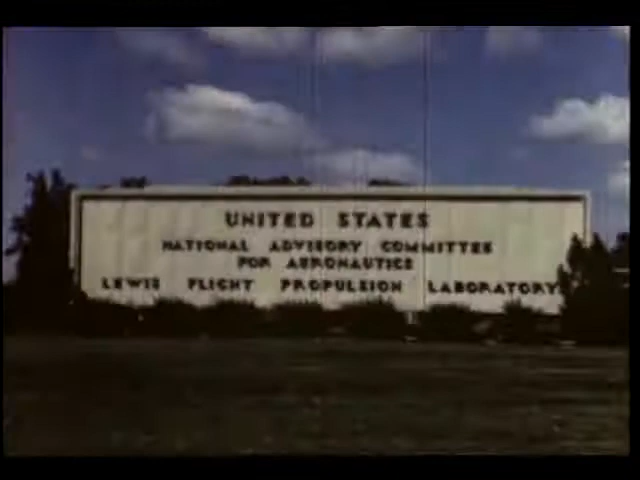 UNITED STATES
NATIONAL ADVISORY COMMITTEE
FOR AERONAUTICS
LEWIS FLIGHT PROPULSION LABORATORY